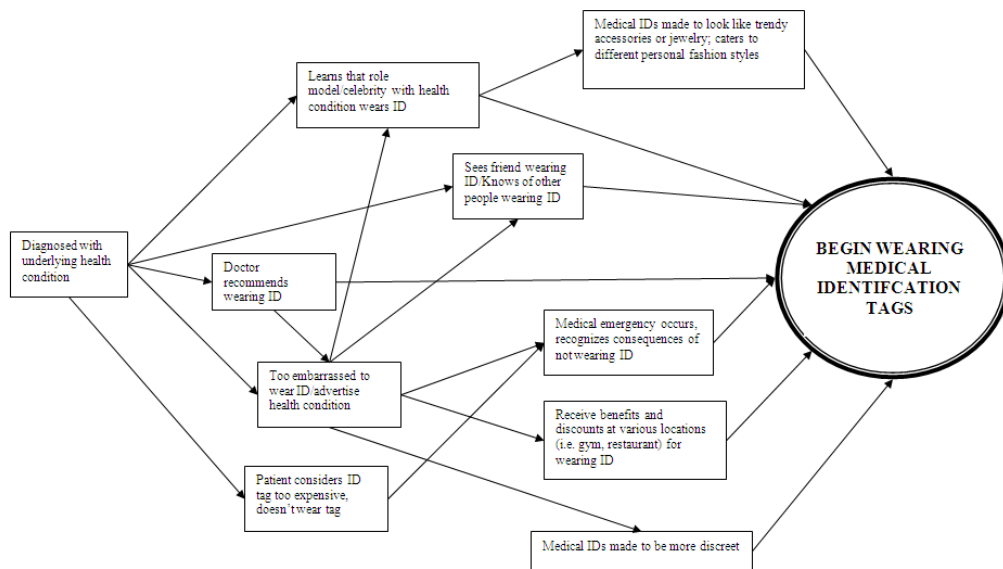 Medical IDs made to look like trendy
accessories or jewelry; caters to
different personal fashion styles
Learns that role
model/celebrity with health
condition wears ID
Sees friend wearing
ID/Knows of other
people wearing ID
Diagnosed with
underlying health
condition
Doctor
recommends
wearing ID
BEGIN WEARING
MEDICAL
IDENTIFCATION
TAGS
Medical emergency occurs,
recognizes consequences of
not wearing ID
Too embarrassed to
wear ID/advertise
health condition
Receive benefits and
discounts at various locations
(i.e. gym, restaurant) for
wearing ID
Patient considers ID
tag too expensive,
doesn't wear tag
Medical IDs made to be more discreet